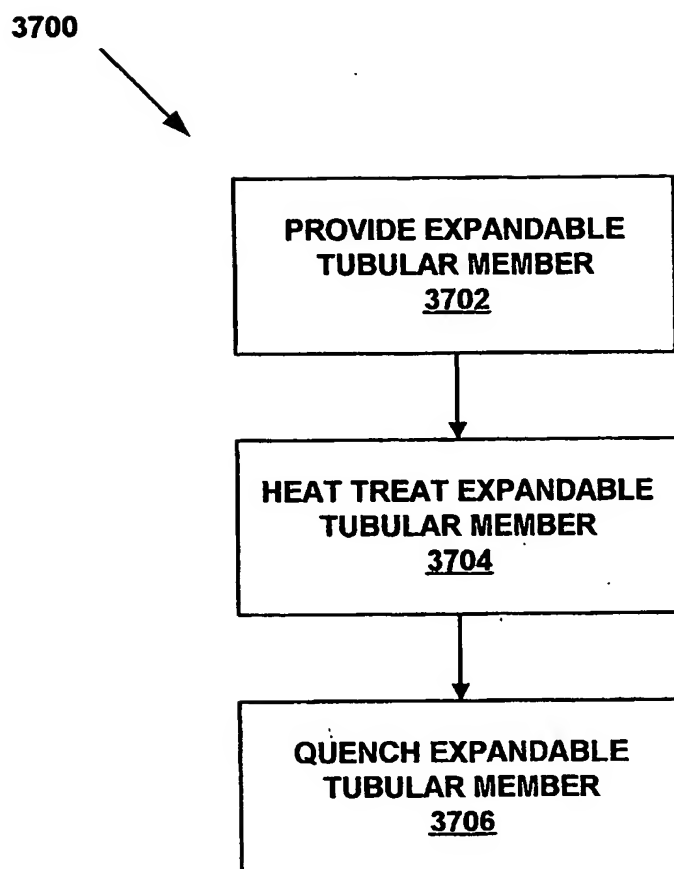 3700
PROVIDE EXPANDABLE
TUBULAR MEMBER
3702
HEAT TREAT EXPANDABLE
TUBULAR MEMBER
3704
QUENCH EXPANDABLE
TUBULAR MEMBER
3706